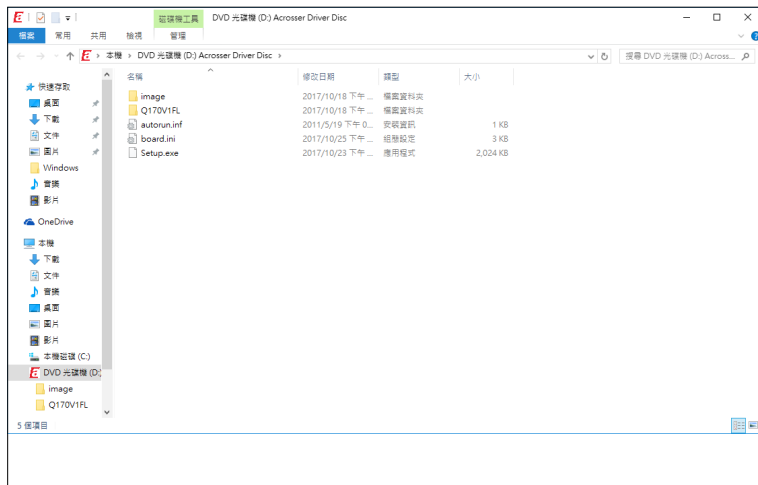 磁碟機工具 DVD 光碟機 (D:) Acrosser Driver Disc
檔案 常用 共用 檢視 管理
本機 DVD 光碟機 (D:) Acrosser Driver Disc
搜尋 DVD 光碟機 (D:) Across...
名稱 修改日期 類型 大小
image 2017/10/18 下午 ... 檔案資料夾
Q170V1FL 2017/10/18 下午 ... 檔案資料夾
autorun.inf 2011/5/19 下午 0... 安裝資訊 1 KB
board.ini 2017/10/25 下午 ... 組態設定 3 KB
Setup.exe 2017/10/23 下午 ... 應用程式 2,024 KB
快速存取
桌面
下載
文件
圖片
Windows
音樂
影片
OneDrive
本機
下載
文件
音樂
桌面
圖片
影片
本機磁碟 (C:)
DVD 光碟機 (D:)
image
Q170V1FL
5 個項目